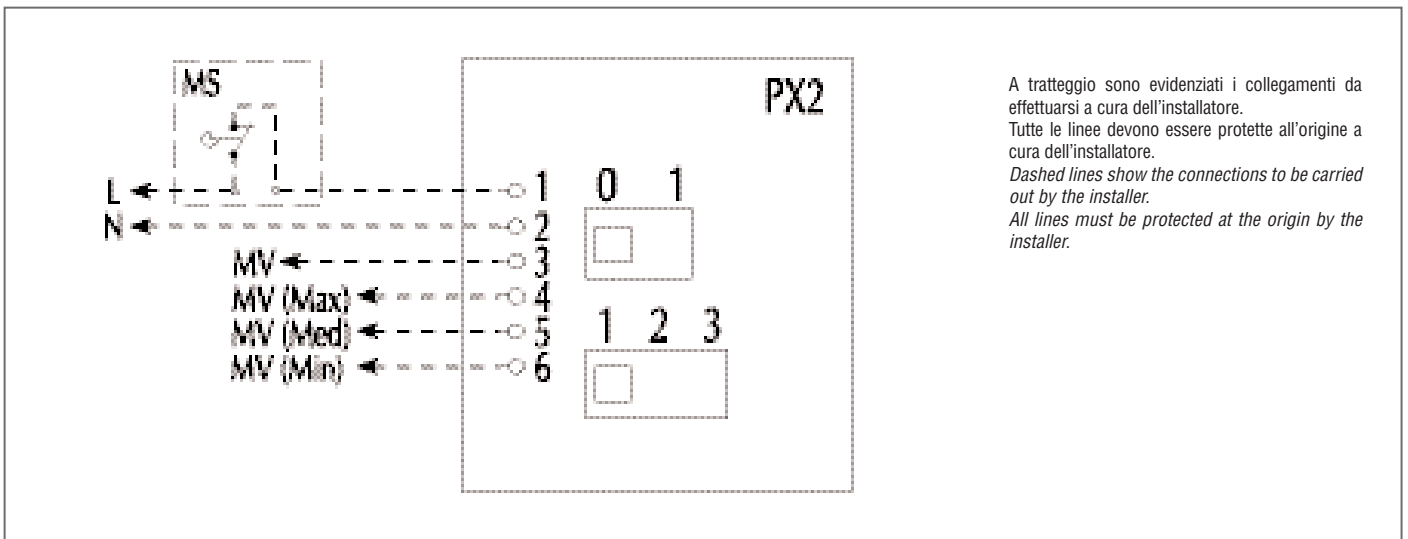 MS
PX2
L
N
MV
MV (Max)
MV (Med)
MV (Min)
1
2
3
4
5
6
0 1
1 2 3
A tratteggio sono evidenziati i collegamenti da
effettuarsi a cura dell'installatore.
Tutte le linee devono essere protette all'origine a
cura dell'installatore.
Dashed lines show the connections to be carried
out by the installer.
All lines must be protected at the origin by the
installer.